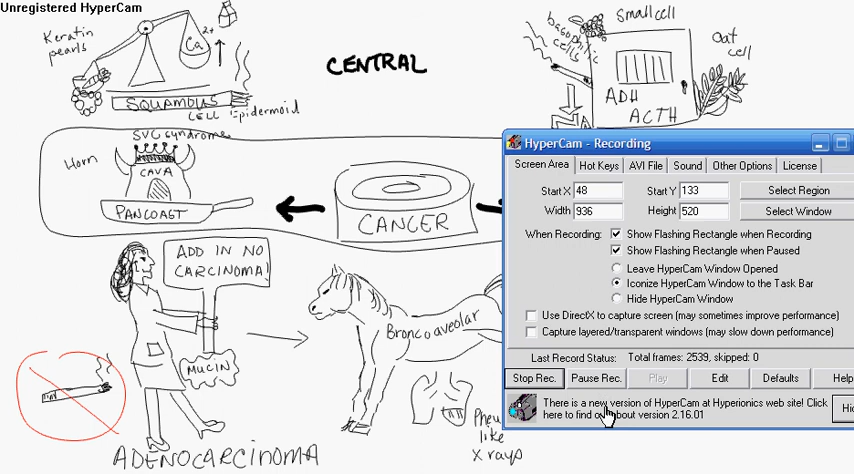 Unregistered HyperCam
Keratin
pearls
Ca 2+
SQUAMOUS
CELL Epidermoid
CENTRAL
Small cell
basophilic
cells
Oat
cell
ADH
ACTH
SVC syndrome
Horn
CAVA
PANCOAST
CANCER
ADD IN NO
CARCINOMA!
MUCIN
Broncoaveolar
Pneu
like
X rays
ADENOCARCINOMA
HyperCam - Recording
Screen Area Hot Keys AVI File Sound Other Options License
Start X 48 Start Y 133 Select Region
Width 936 Height 520 Select Window
When Recording: Show Flashing Rectangle when Recording
Show Flashing Rectangle when Paused
Leave HyperCam Window Opened
Iconize HyperCam Window to the Task Bar
Hide HyperCam Window
Use DirectX to capture screen (may sometimes improve performance)
Capture layered/transparent windows (may slow down performance)
Last Record Status: Total frames: 2539, skipped: 0
Stop Rec. Pause Rec. Play Edit Defaults Help
There is a new version of HyperCam at Hyperionics web site! Click
here to find out about version 2.16.01
Hid